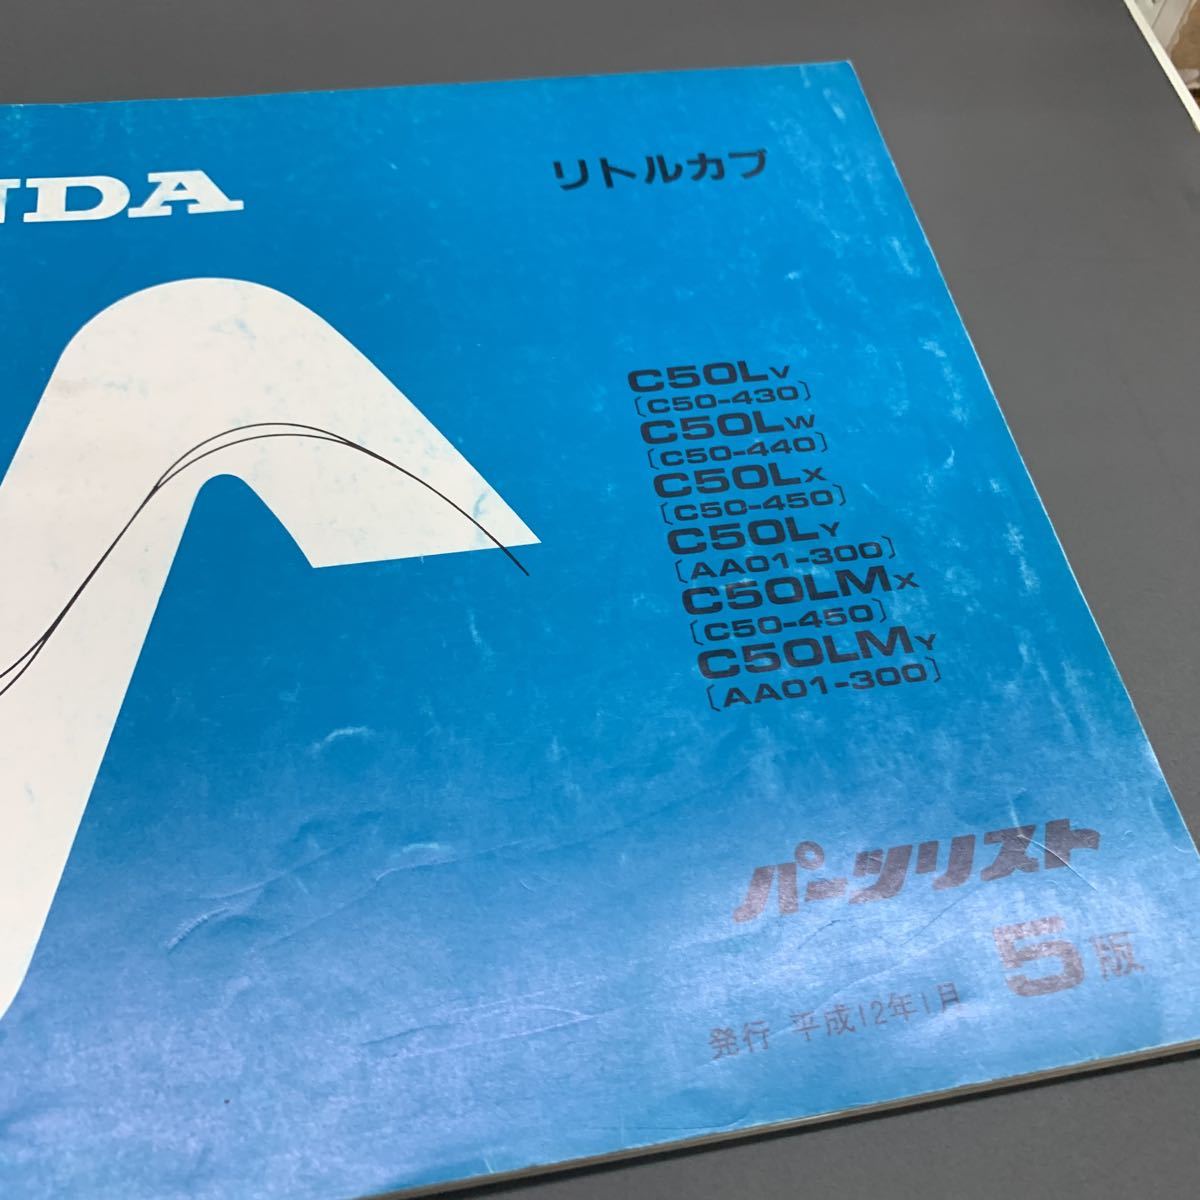 NDA
リトルカブ
C50LV
〔C50-430〕
C50LW
〔C50-440〕
C50LX
〔C50-450〕
C50LY
〔AA01-300〕
C50LMX
〔C50-450〕
C50LMY
〔AA01-300〕
パーツリスト
5版
発行 平成12年1月